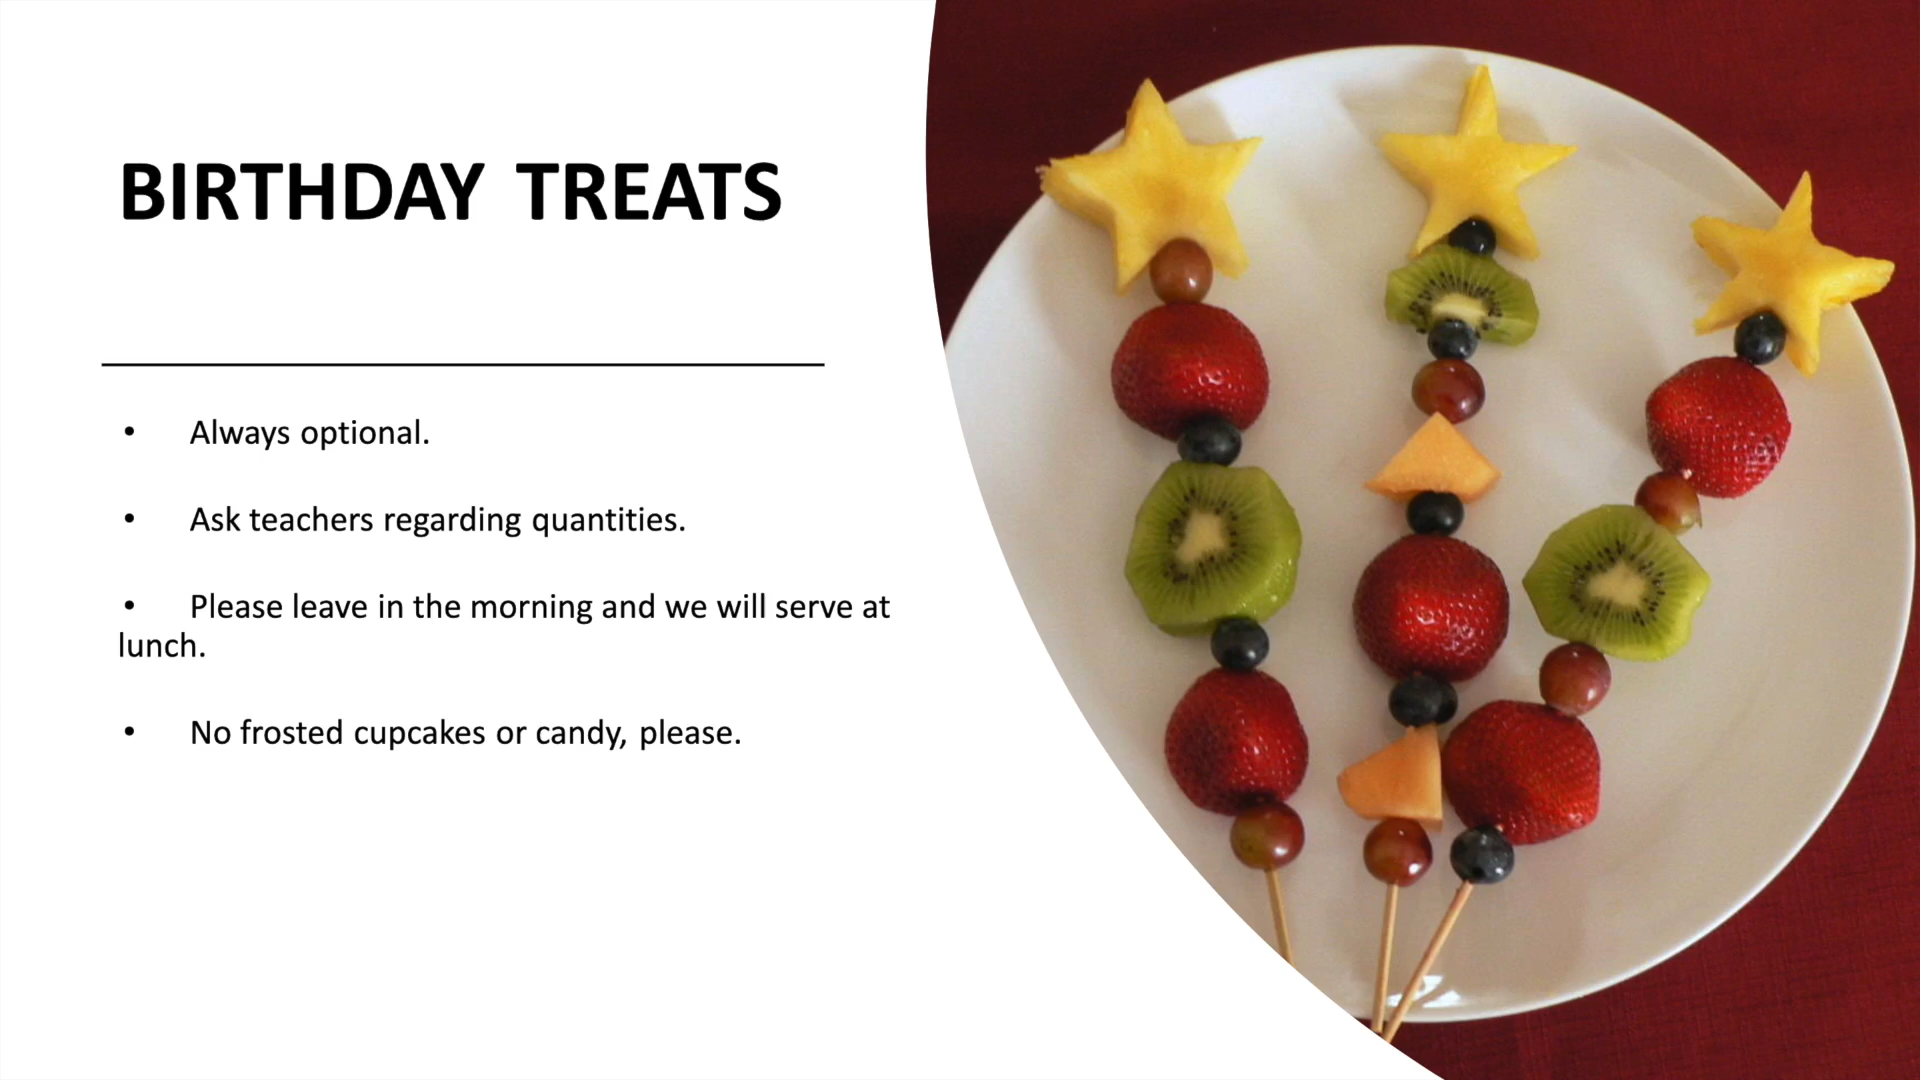 BIRTHDAY TREATS
• Always optional.
• Ask teachers regarding quantities.
• Please leave in the morning and we will serve at
lunch.
• No frosted cupcakes or candy, please.